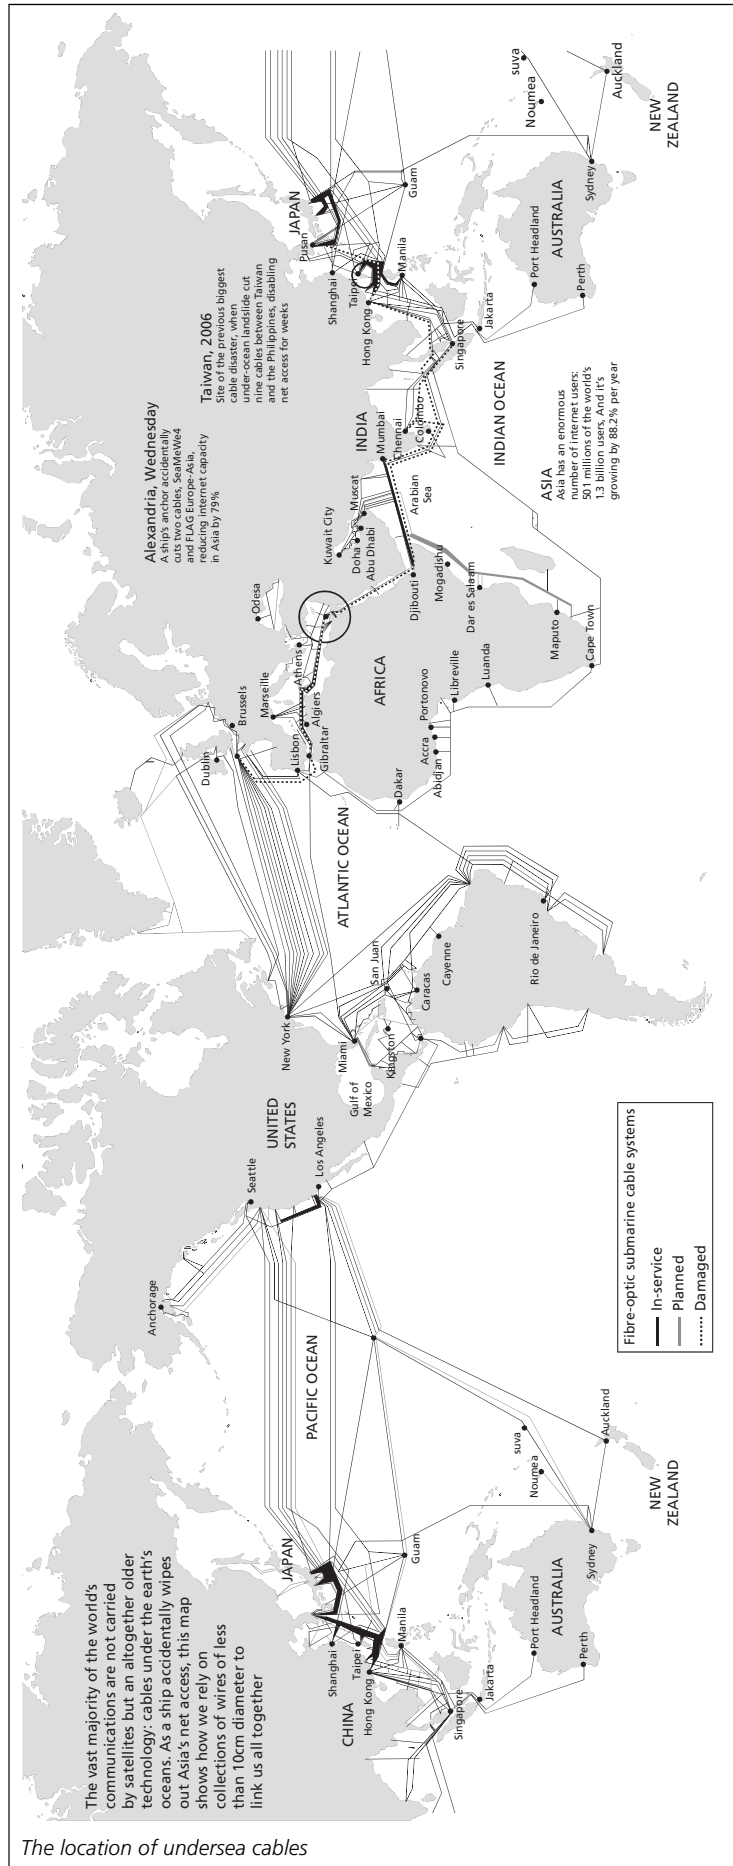 The vast majority of the world's
communications are not carried
by satellites but an altogether older
technology: cables under the earth's
oceans. As a ship accidentally wipes
out Asia's net access, this map
shows how we rely on
collections of wires of less
than 10cm diameter to
link us all together
CHINA
JAPAN
Shanghai
Taipei
Hong Kong
Manila
Guam
Singapore
Jakarta
Port Headland
Perth
AUSTRALIA
Sydney
Noumea
suva
Auckland
NEW
ZEALAND
PACIFIC OCEAN
Anchorage
Seattle
Los Angeles
UNITED
STATES
New York
Miami
Gulf of
Mexico
Kingston
San Juan
Caracas
Cayenne
Rio de Janeiro
ATLANTIC OCEAN
Dublin
Brussels
Marseille
Lisbon
Gibraltar
Algiers
Athens
Odesa
AFRICA
Dakar
Abidjan
Accra
Portonovo
Libreville
Luanda
Cape Town
Maputo
Dar es Salaam
Mogadishu
Djibouti
Kuwait City
Doha
Abu Dhabi
Muscat
Arabian
Sea
INDIA
Mumbai
Chennai
Colombo
INDIAN OCEAN
Alexandria, Wednesday
A ship's anchor accidentally
cuts two cables, SeaMeWe4
and FLAG Europe-Asia,
reducing internet capacity
in Asia by 79%
Taiwan, 2006
Site of the previous biggest
cable disaster, when
under-ocean landslide cut
nine cables between Taiwan
and the Philippines, disabling
net access for weeks
ASIA
Asia has an enormous
number of internet users:
501 millions of the world's
1.3 billion users, And it's
growing by 88.2% per year
JAPAN
Pusan
Shanghai
Taipei
Hong Kong
Manila
Guam
Singapore
Jakarta
Port Headland
Perth
AUSTRALIA
Sydney
Noumea
suva
Auckland
NEW
ZEALAND
Fibre-optic submarine cable systems
In-service
Planned
Damaged
The location of undersea cables